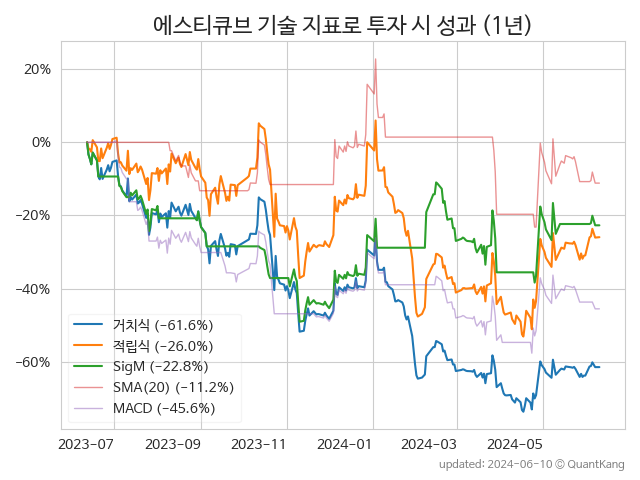 에스티큐브 기술 지표로 투자 시 성과 (1년)
20%
0%
−20%
−40%
−60%
거치식 (−61.6%)
적립식 (−26.0%)
SigM (−22.8%)
SMA(20) (−11.2%)
MACD (−45.6%)
2023-07 2023-09 2023-11 2024-01 2024-03 2024-05
updated: 2024-06-10 © QuantKang